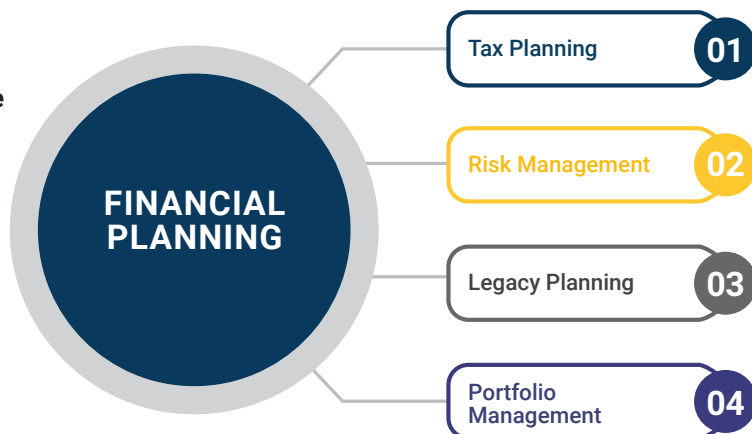 e
FINANCIAL
PLANNING
Tax Planning
01
Risk Management
02
Legacy Planning
03
Portfolio
Management
04